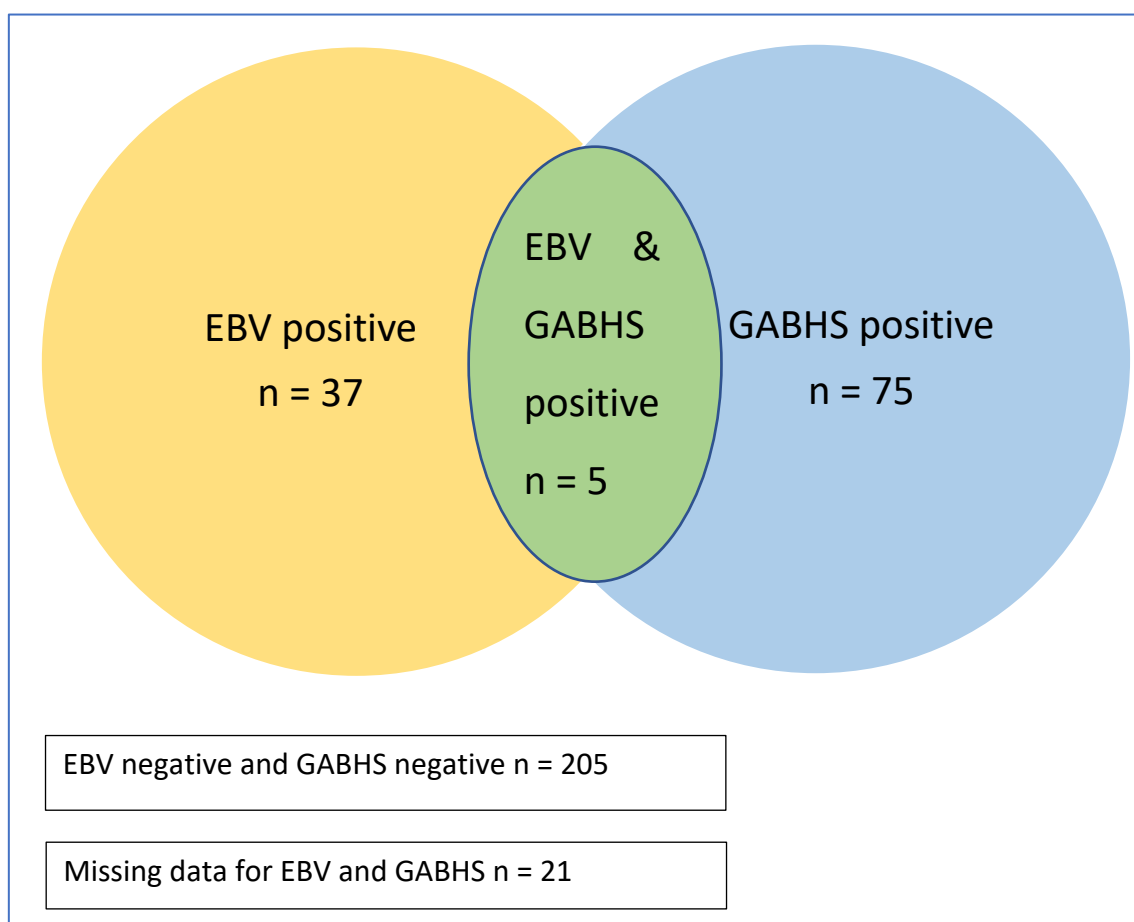 EBV positive
n = 37
EBV &
GABHS
positive
n = 5
GABHS positive
n = 75
EBV negative and GABHS negative n = 205
Missing data for EBV and GABHS n = 21